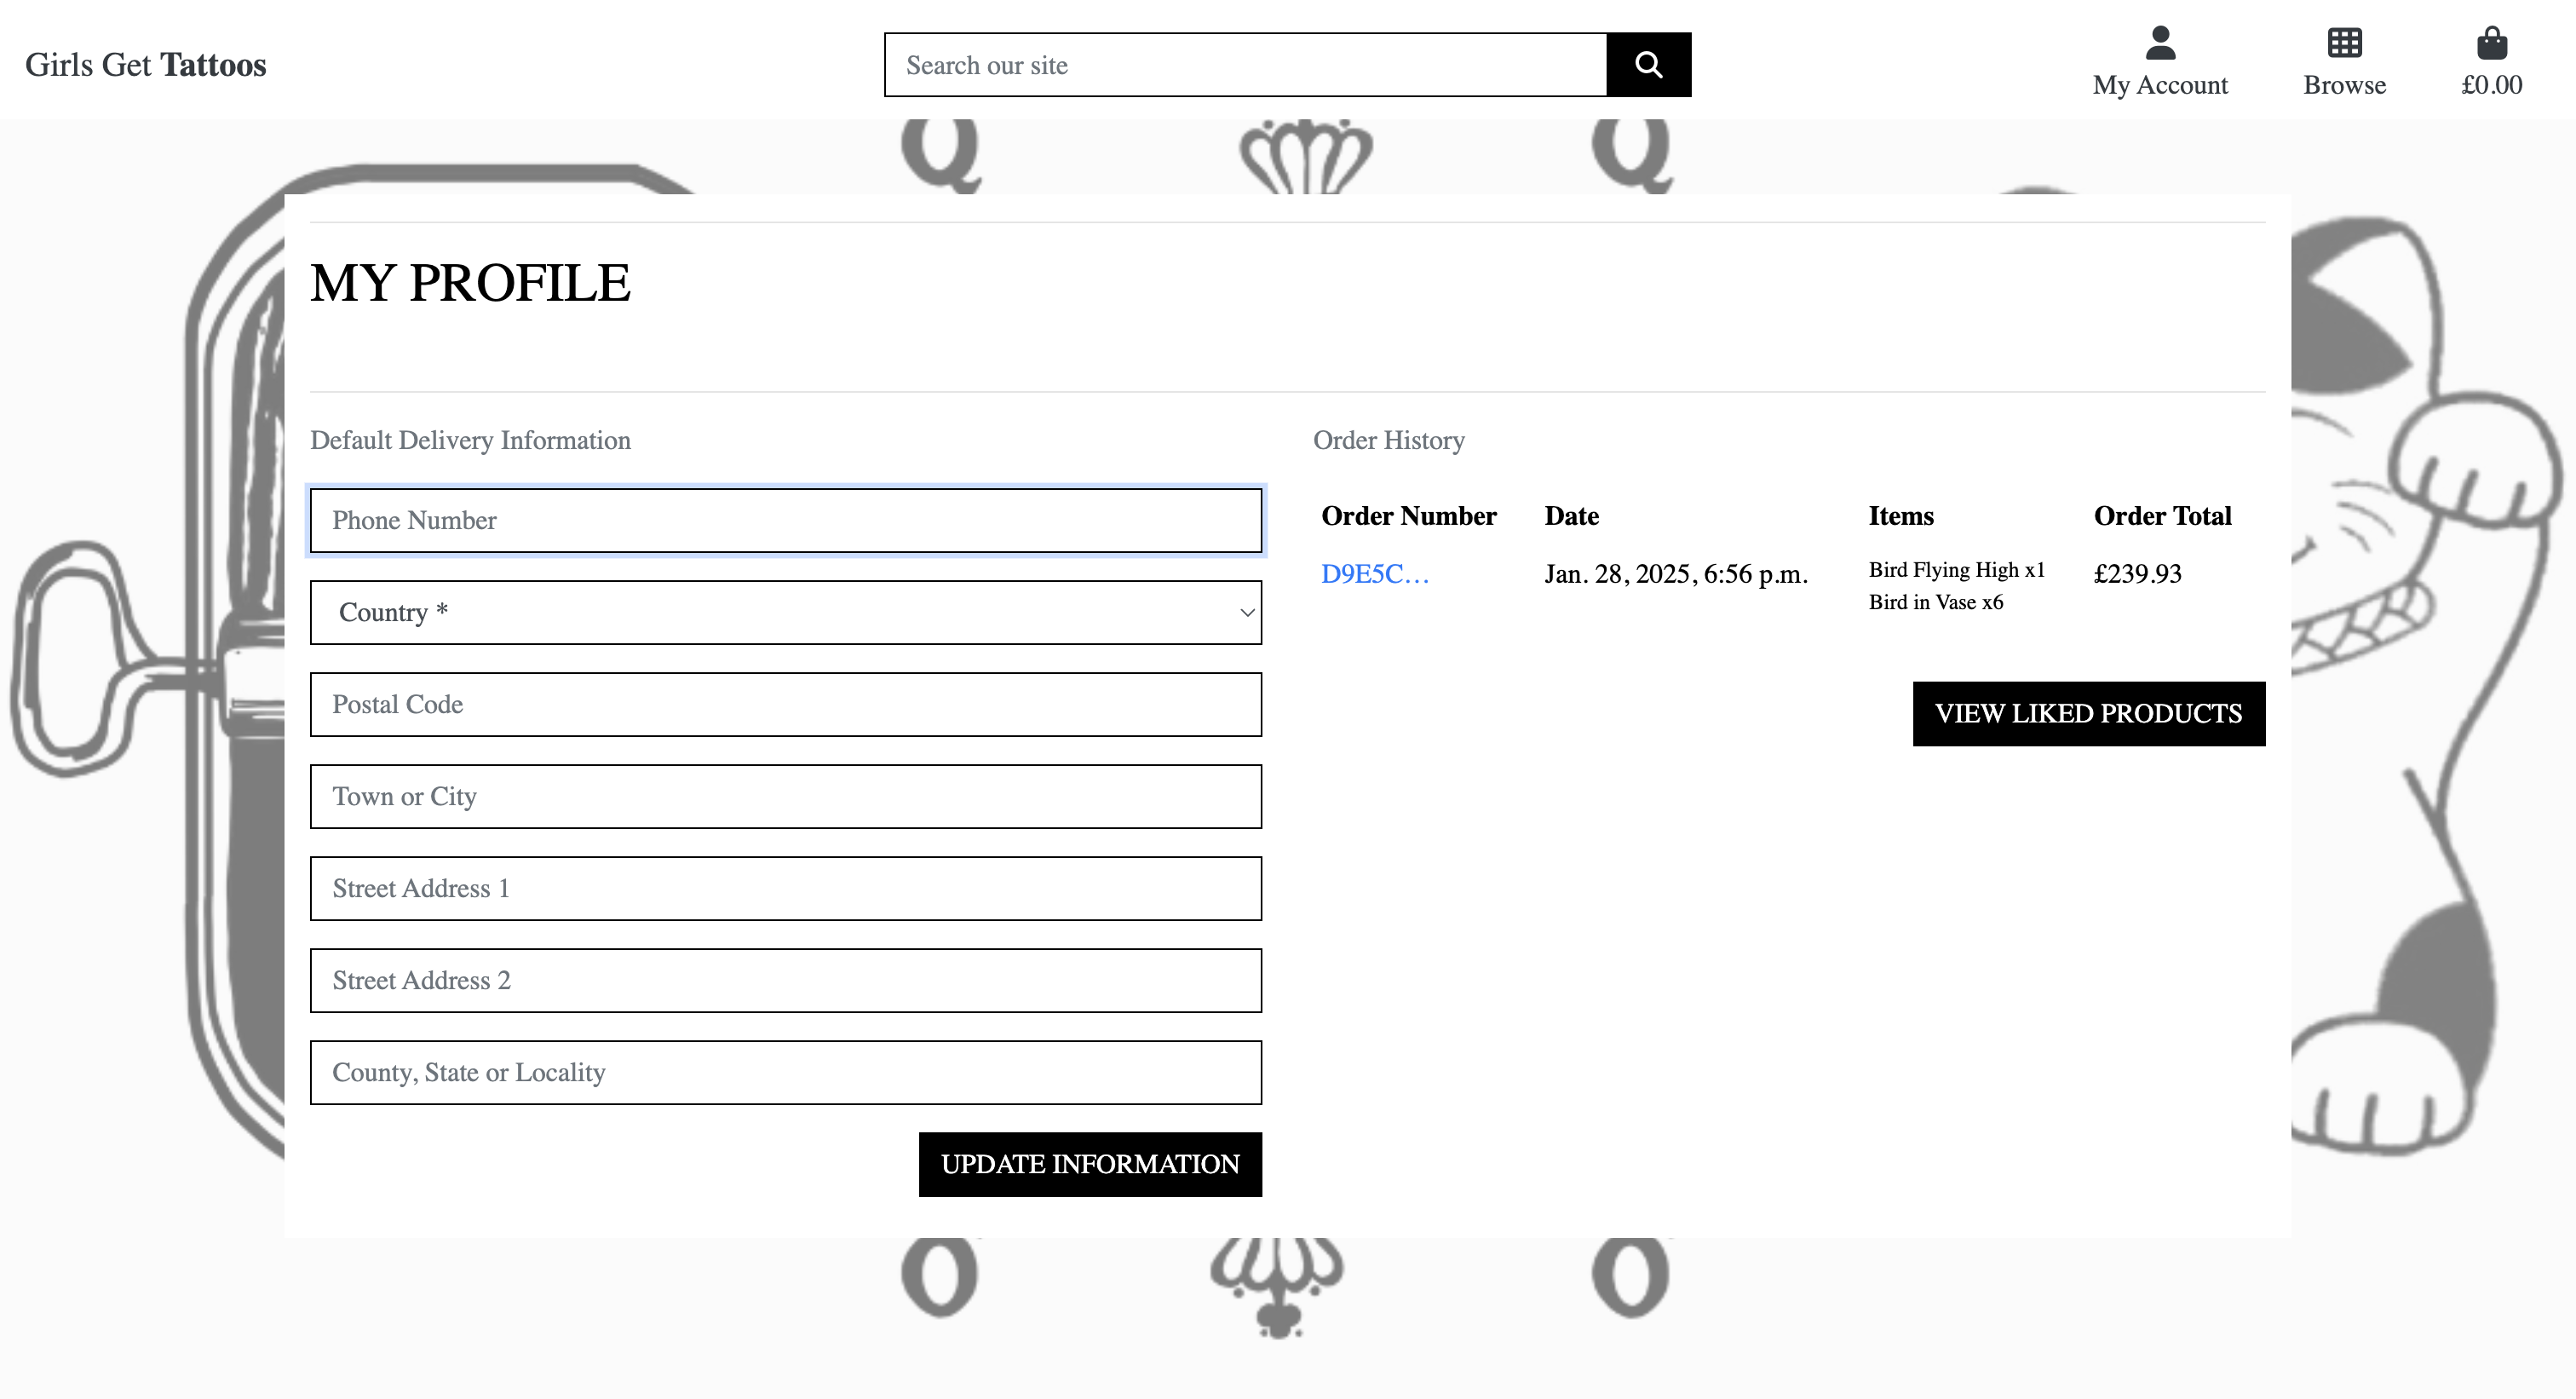 Girls Get Tattoos
Search our site
My Account
Browse
£0.00
Q
Q
MY PROFILE
Default Delivery Information
Phone Number
Country *
Postal Code
Town or City
Street Address 1
Street Address 2
County, State or Locality
UPDATE INFORMATION
Order History
Order Number Date Items Order Total
D9E5C... Jan. 28, 2025, 6:56 p.m. Bird Flying High x1 £239.93
Bird in Vase x6
VIEW LIKED PRODUCTS